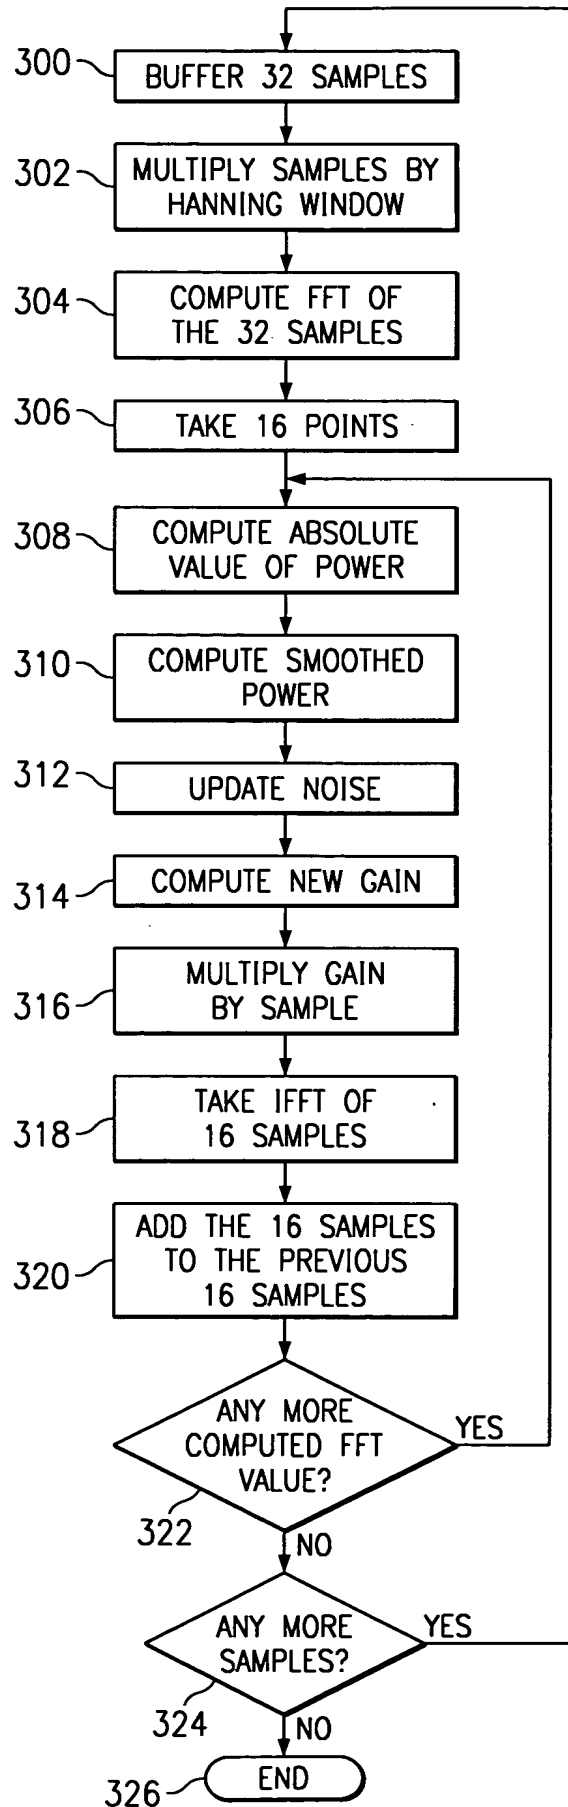 300
BUFFER 32 SAMPLES
302
MULTIPLY SAMPLES BY
HANNING WINDOW
304
COMPUTE FFT OF
THE 32 SAMPLES
306
TAKE 16 POINTS
308
COMPUTE ABSOLUTE
VALUE OF POWER
310
COMPUTE SMOOTHED
POWER
312
UPDATE NOISE
314
COMPUTE NEW GAIN
316
MULTIPLY GAIN
BY SAMPLE
318
TAKE IFFT OF
16 SAMPLES
320
ADD THE 16 SAMPLES
TO THE PREVIOUS
16 SAMPLES
322
ANY MORE
COMPUTED FFT
VALUE?
YES
NO
324
ANY MORE
SAMPLES?
YES
NO
326
END